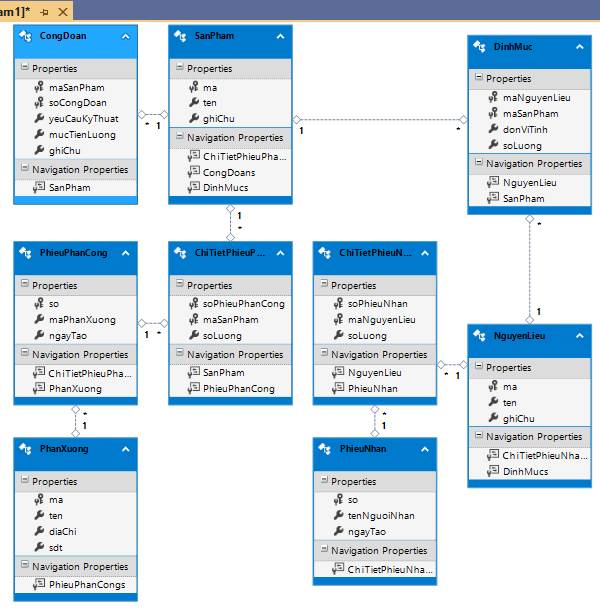 am1]*
CongDoan
Properties
maSanPham
soCongDoan
yeuCauKyThuat
mucTienLuong
ghiChu
Navigation Properties
SanPham
* 1
SanPham
Properties
ma
ten
ghiChu
Navigation Properties
ChiTietPhieuPha...
CongDoans
DinhMucs
1 *
DinhMuc
Properties
maNguyenLieu
maSanPham
donViTinh
soLuong
Navigation Properties
NguyenLieu
SanPham
1
*
PhieuPhanCong
Properties
so
maPhanXuong
ngayTao
Navigation Properties
ChiTietPhieuPha...
PhanXuong
1 *
ChiTietPhieuP...
Properties
soPhieuPhanCong
maSanPham
soLuong
Navigation Properties
SanPham
PhieuPhanCong
ChiTietPhieuN...
Properties
soPhieuNhan
maNguyenLieu
soLuong
Navigation Properties
NguyenLieu
PhieuNhan
* 1
*
1
NguyenLieu
Properties
ma
ten
ghiChu
Navigation Properties
ChiTietPhieuNha...
DinhMucs
*
1
PhanXuong
Properties
ma
ten
diaChi
sdt
Navigation Properties
PhieuPhanCongs
*
1
PhieuNhan
Properties
so
tenNguoiNhan
ngayTao
Navigation Properties
ChiTietPhieuNha...